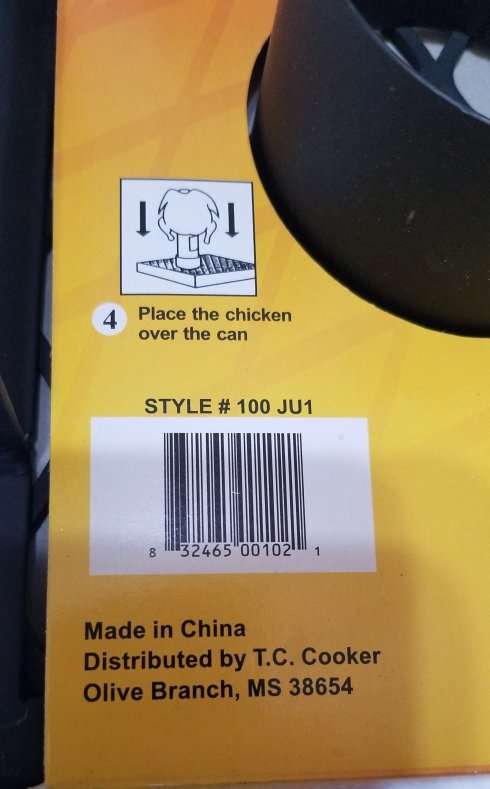 4 Place the chicken
over the can
STYLE # 100 JU1
8 32465 00102 1
Made in China
Distributed by T.C. Cooker
Olive Branch, MS 38654